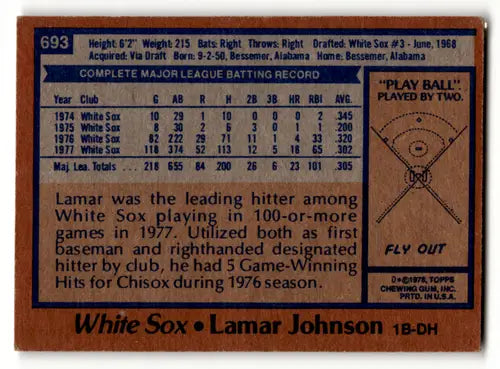 693
Height: 6'2" Weight: 215 Bats: Right Throws: Right Drafted: White Sox #3 - June, 1968
Acquired: Via Draft Born: 9-2-50, Bessemer, Alabama Home: Bessemer, Alabama
COMPLETE MAJOR LEAGUE BATTING RECORD
Year Club G AB R H 2B 3B HR RBI AVG.
1974 White Sox 10 29 1 10 0 0 0 2 .345
1975 White Sox 8 30 2 6 3 0 1 1 .200
1976 White Sox 82 222 29 71 11 1 4 33 .320
1977 White Sox 118 374 52 113 12 5 18 65 .302
Maj. Lea. Totals ... 218 655 84 200 26 6 23 101 .305
Lamar was the leading hitter among
White Sox playing in 100-or-more
games in 1977. Utilized both as first
baseman and righthanded designated
hitter by club, he had 5 Game-Winning
Hits for Chisox during 1976 season.
"PLAY BALL"
PLAYED BY TWO.
FLY OUT
D★©1978, TOPPS
CHEWING GUM, INC.
PRTD. IN U.S.A.
White Sox • Lamar Johnson 1B-DH